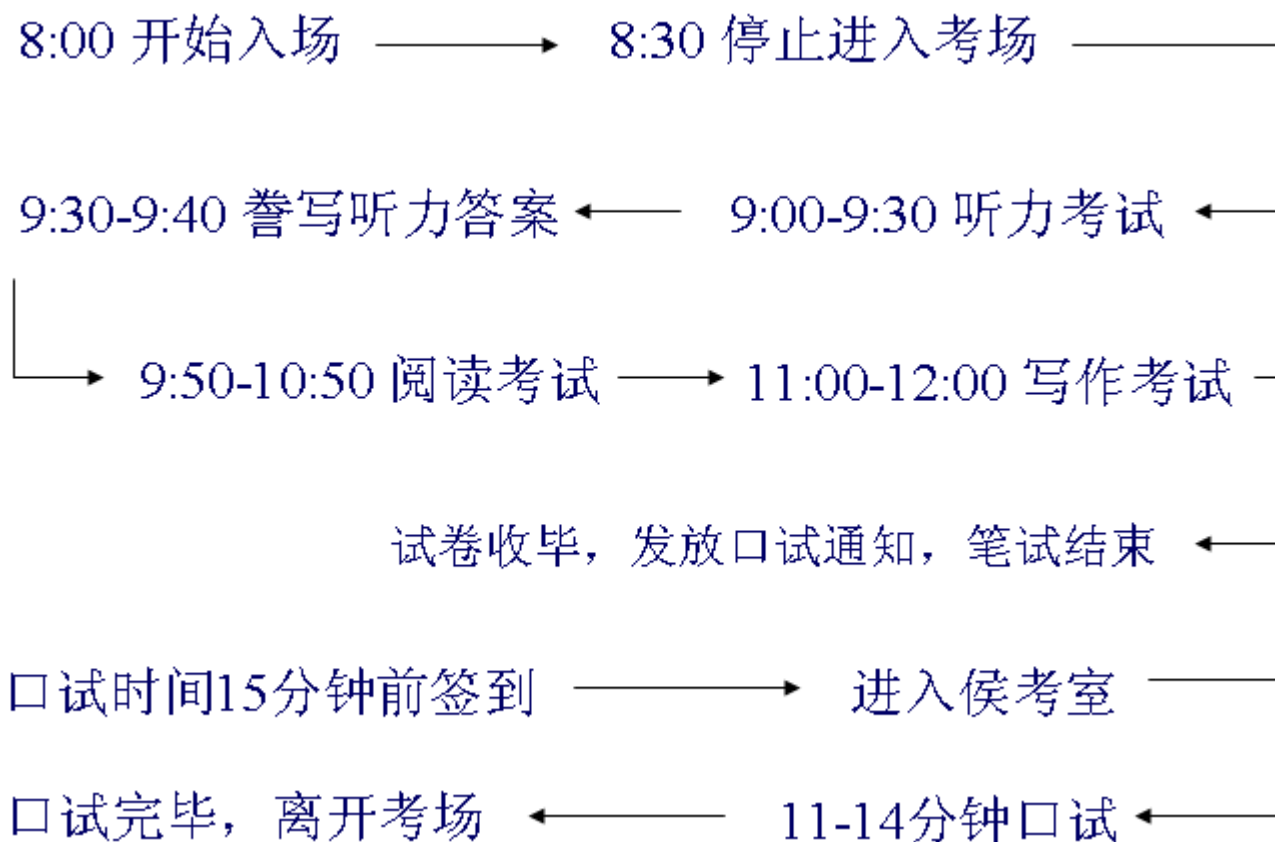 8:00 开始入场 8:30 停止进入考场
9:30-9:40 誊写听力答案 9:00-9:30 听力考试
9:50-10:50 阅读考试 11:00-12:00 写作考试
试卷收毕，发放口试通知，笔试结束
口试时间15分钟前签到 进入侯考室
口试完毕，离开考场 11-14分钟口试